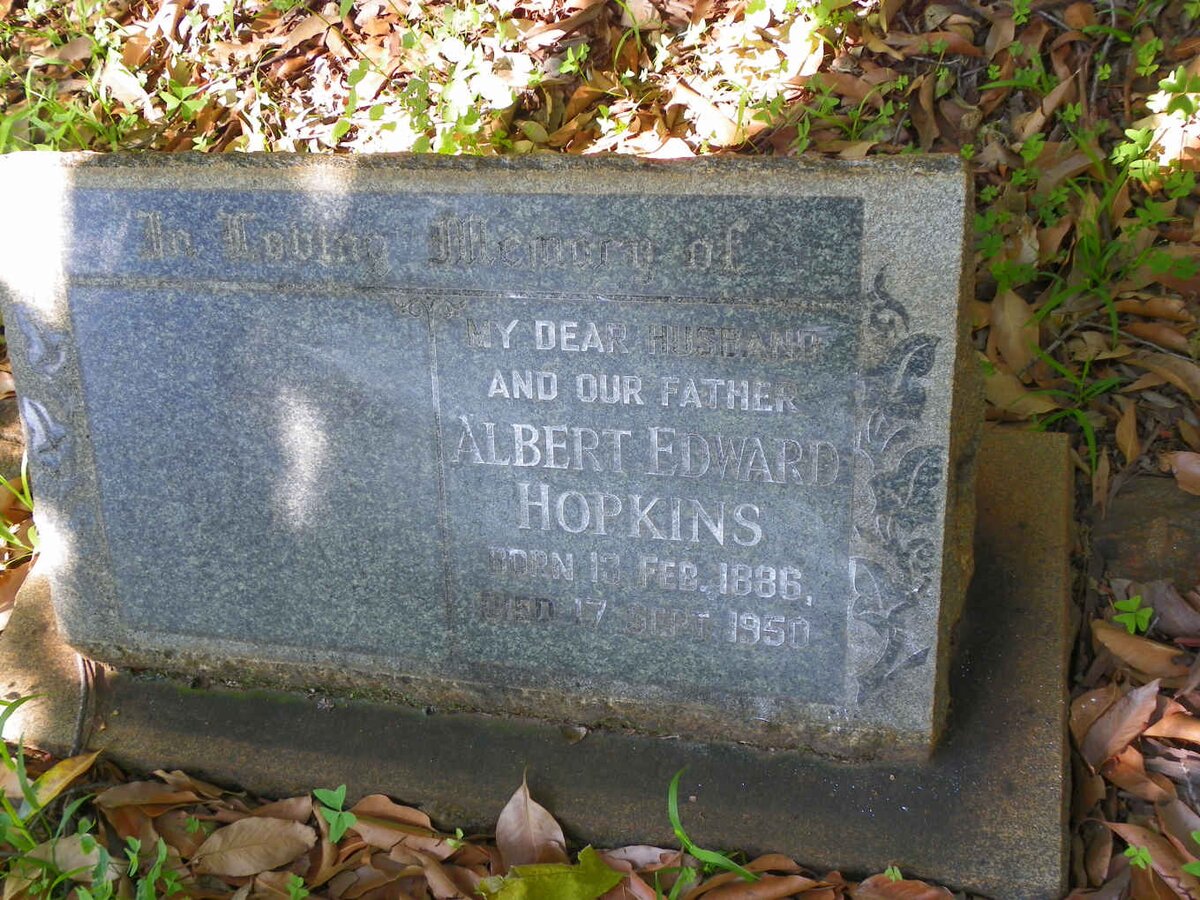 In Loving Memory of
MY DEAR HUSBAND
AND OUR FATHER
ALBERT EDWARD
HOPKINS
BORN 13 FEB. 1886,
DIED 17 SEPT 1950